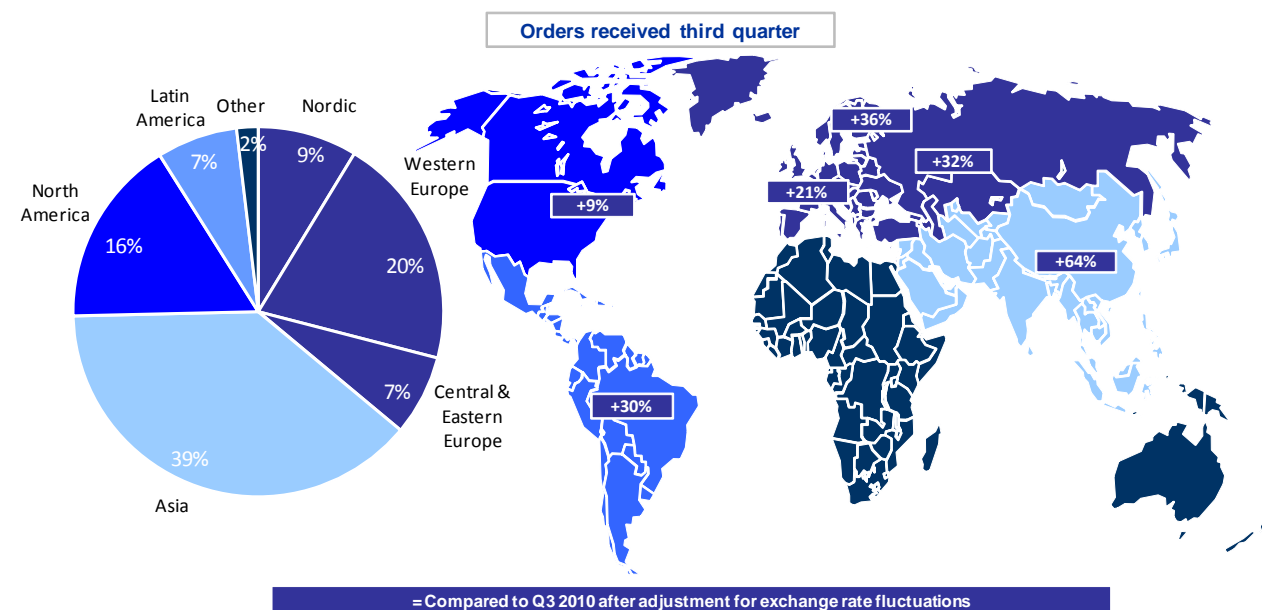 Orders received third quarter
Latin
America
Other
Nordic
2%
9%
7%
Western
Europe
North
America
16%
20%
7%
Central &
Eastern
Europe
39%
Asia
+36%
+32%
+21%
+9%
+64%
+30%
= Compared to Q3 2010 after adjustment for exchange rate fluctuations